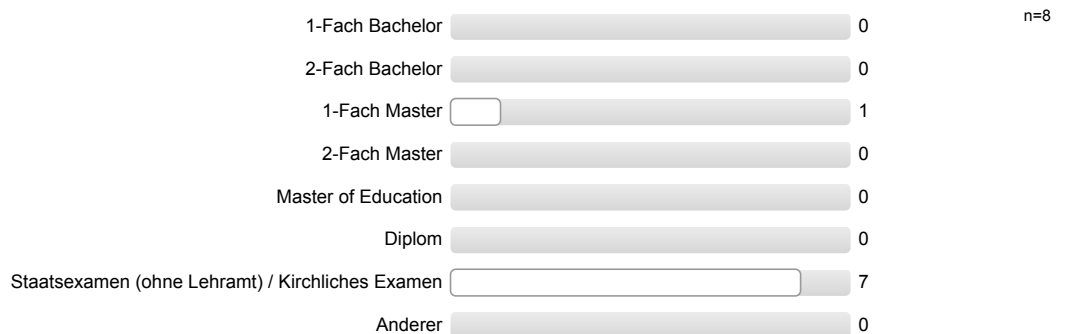 n=8
1-Fach Bachelor 0
2-Fach Bachelor 0
1-Fach Master 1
2-Fach Master 0
Master of Education 0
Diplom 0
Staatsexamen (ohne Lehramt) / Kirchliches Examen 7
Anderer 0